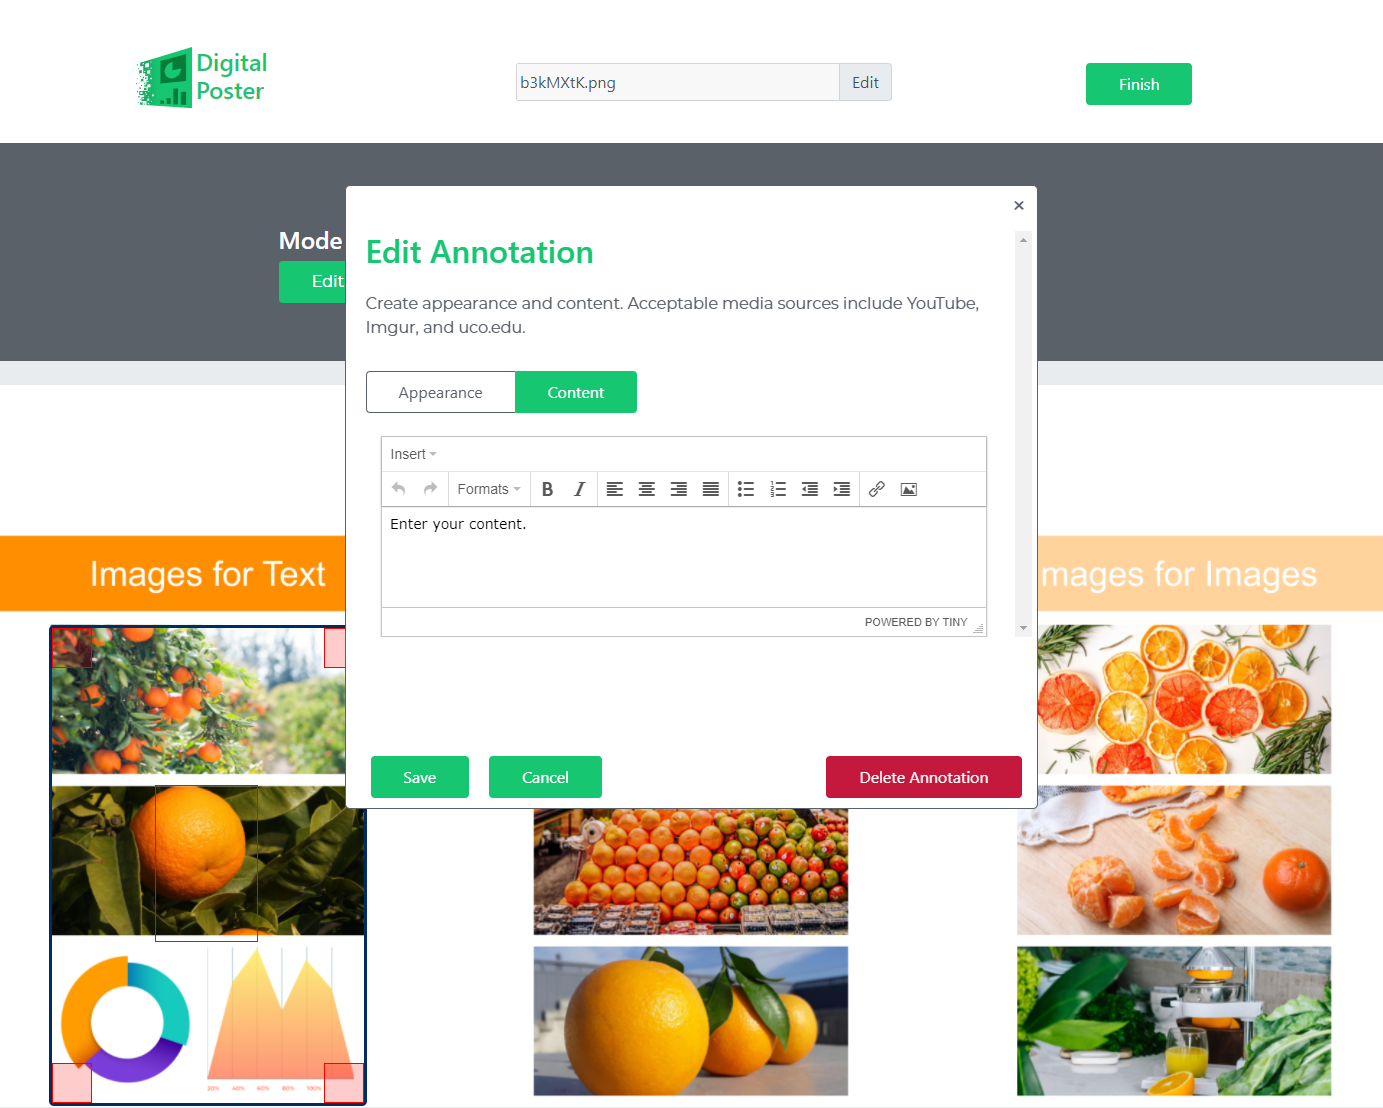 Digital
Poster
b3kMXtK.png
Edit
Finish
×
Mode
Edit
Edit Annotation
Create appearance and content. Acceptable media sources include YouTube,
Imgur, and uco.edu.
Appearance
Content
Insert
Formats
B
I
Enter your content.
POWERED BY TINY
Images for Text
mages for Images
Save
Cancel
Delete Annotation
20% 40% 60% 80% 100%